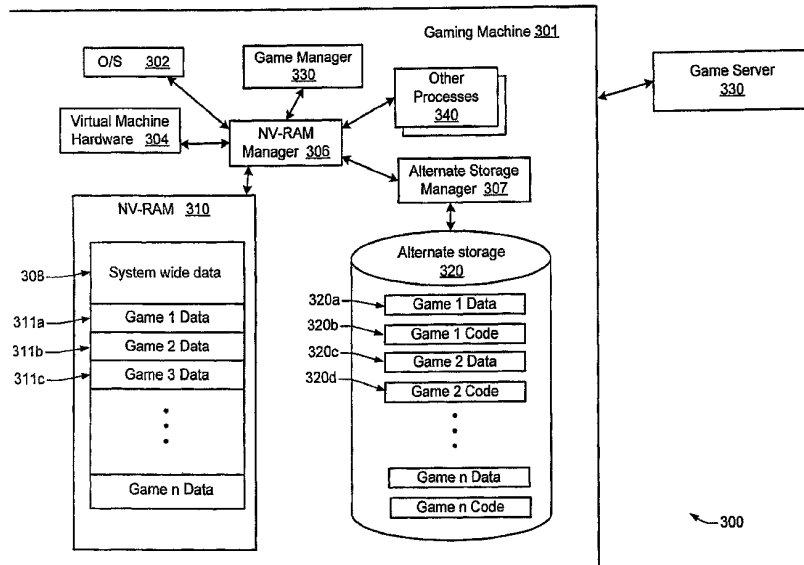 Gaming Machine 301
O/S 302
Game Manager
330
Other
Processes
340
Game Server
330
Virtual Machine
Hardware 304
NV-RAM
Manager 306
Alternate Storage
Manager 307
NV-RAM 310
308
System wide data
311a
Game 1 Data
311b
Game 2 Data
311c
Game 3 Data
Game n Data
Alternate storage
320
320a
Game 1 Data
320b
Game 1 Code
320c
Game 2 Data
320d
Game 2 Code
Game n Data
Game n Code
300